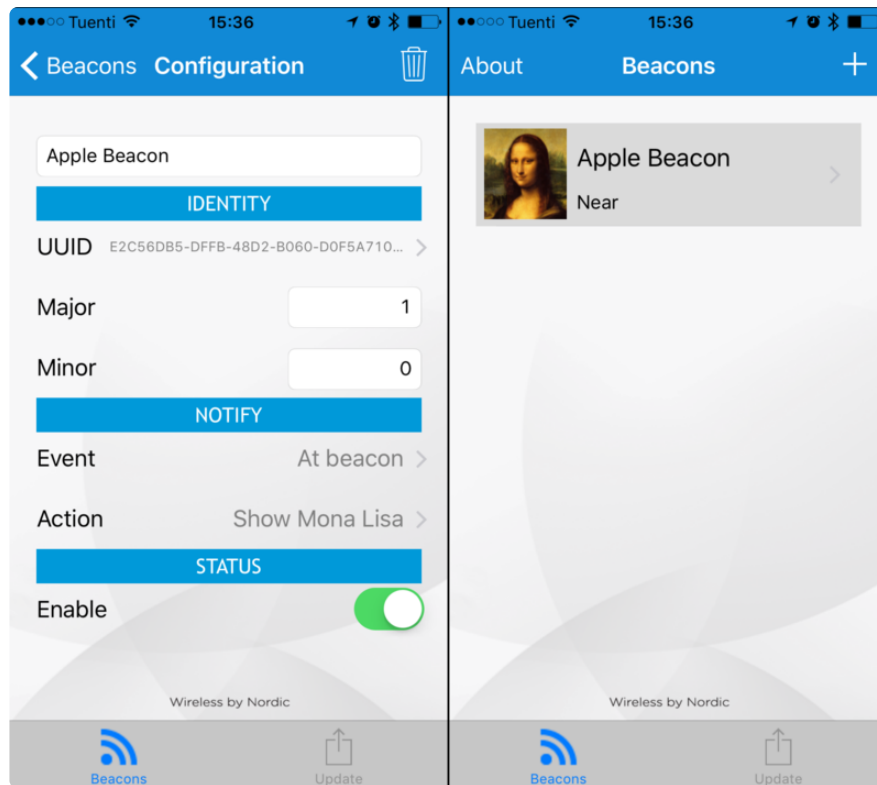 Tuenti 15:36
Beacons Configuration
Apple Beacon
IDENTITY
UUID E2C56DB5-DFFB-48D2-B060-D0F5A710...
Major 1
Minor 0
NOTIFY
Event At beacon
Action Show Mona Lisa
STATUS
Enable
Wireless by Nordic
Beacons Update
Tuenti 15:36
About Beacons +
Apple Beacon
Near
Wireless by Nordic
Beacons Update